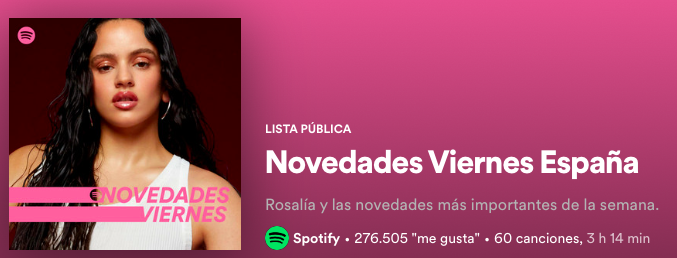 NOVEDADES
VIERNES
LISTA PÚBLICA
Novedades Viernes España
Rosalía y las novedades más importantes de la semana.
Spotify • 276.505 "me gusta" • 60 canciones, 3 h 14 min